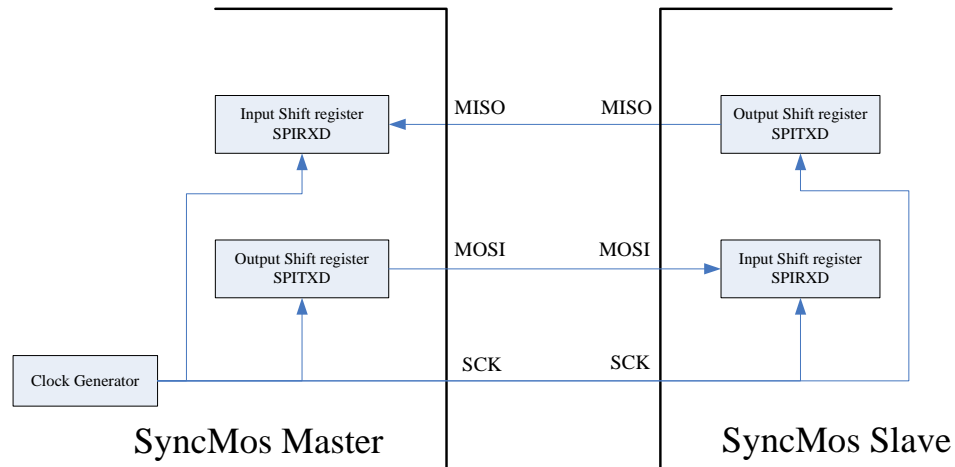 MISO
MISO
Input Shift register
SPIRXD
Output Shift register
SPITXD
MOSI
MOSI
Output Shift register
SPITXD
Input Shift register
SPIRXD
SCK
SCK
Clock Generator
SyncMos Master
SyncMos Slave